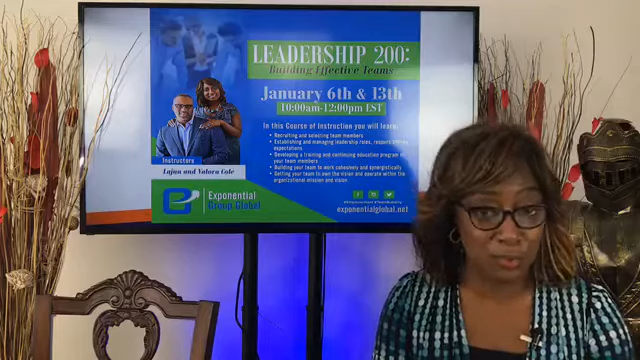 LEADERSHIP 200:
Building Effective Teams
January 6th & 13th
10:00am-12:00pm EST
In this Course of Instruction you will learn:
• Recruiting and selecting team members
• Establishing and managing leadership roles,
expectations
• Developing a training and continuing education program
your team members
• Building your team to work cohesively and synergistically
• Getting your team to own the vision and operate within the
organizational mission and vision
Instructors
Lajun and Valora Cole
Exponential
Group Global
exponentialglobal.net